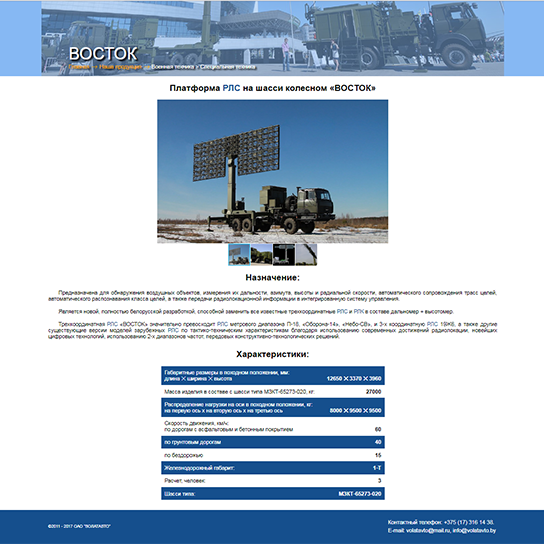 ВОСТОК
Главная » Наша продукция » Военная техника » Специальная техника
Платформа РЛС на шасси колесном «ВОСТОК»
Назначение:
Предназначена для обнаружения воздушных объектов, измерения их дальности, азимута, высоты и радиальной скорости, автоматического сопровождения трасс целей,
автоматического распознавания класса целей, а также передачи радиолокационной информации в интегрированную систему управления.
Является новой, полностью белорусской разработкой, способной заменить все известные трехкоординатные РЛС и РЛК в составе дальномер + высотомер.
Трехкоординатная РЛС «ВОСТОК» значительно превосходит РЛС метрового диапазона П-18, «Оборона-14», «Небо-СВ», и 3-х координатную РЛС 19Ж6, а также другие
существующие версии моделей зарубежных РЛС по тактико-техническим характеристикам благодаря использованию современных достижений радиолокации, новейших
цифровых технологий, использованию 2-х диапазонов частот, передовых конструктивно-технологических решений.
Характеристики:
Габаритные размеры в походном положении, мм:
длина X ширина X высота 12650 X 3370 X 3960
Масса изделия в составе с шасси типа МЗКТ-65273-020, кг 27000
Распределение нагрузки на оси в походном положении, кг:
на первую ось х на вторую ось х на третью ось 8000 X 9500 X 9500
Скорость движения, км/ч:
по дорогам с асфальтовым и бетонным покрытием 60
по грунтовым дорогам 40
по бездорожью 15
Железнодорожный габарит: 1-Т
Расчет, человек: 3
Шасси типа: МЗКТ-65273-020
©2011 - 2017 ОАО "ВОЛАТАВТО"
Контактный телефон: +375 (17) 316 14 38.
E-mail: volatavto@mail.ru, info@volatavto.by